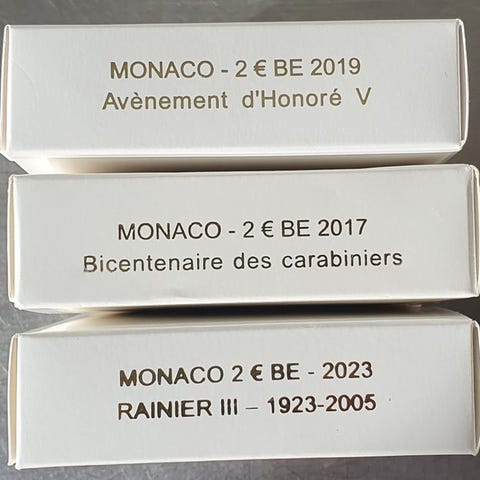 MONACO - 2 € BE 2019
Avènement d'Honoré V
MONACO - 2 € BE 2017
Bicentenaire des carabiniers
MONACO 2 € BE - 2023
RAINIER III – 1923-2005